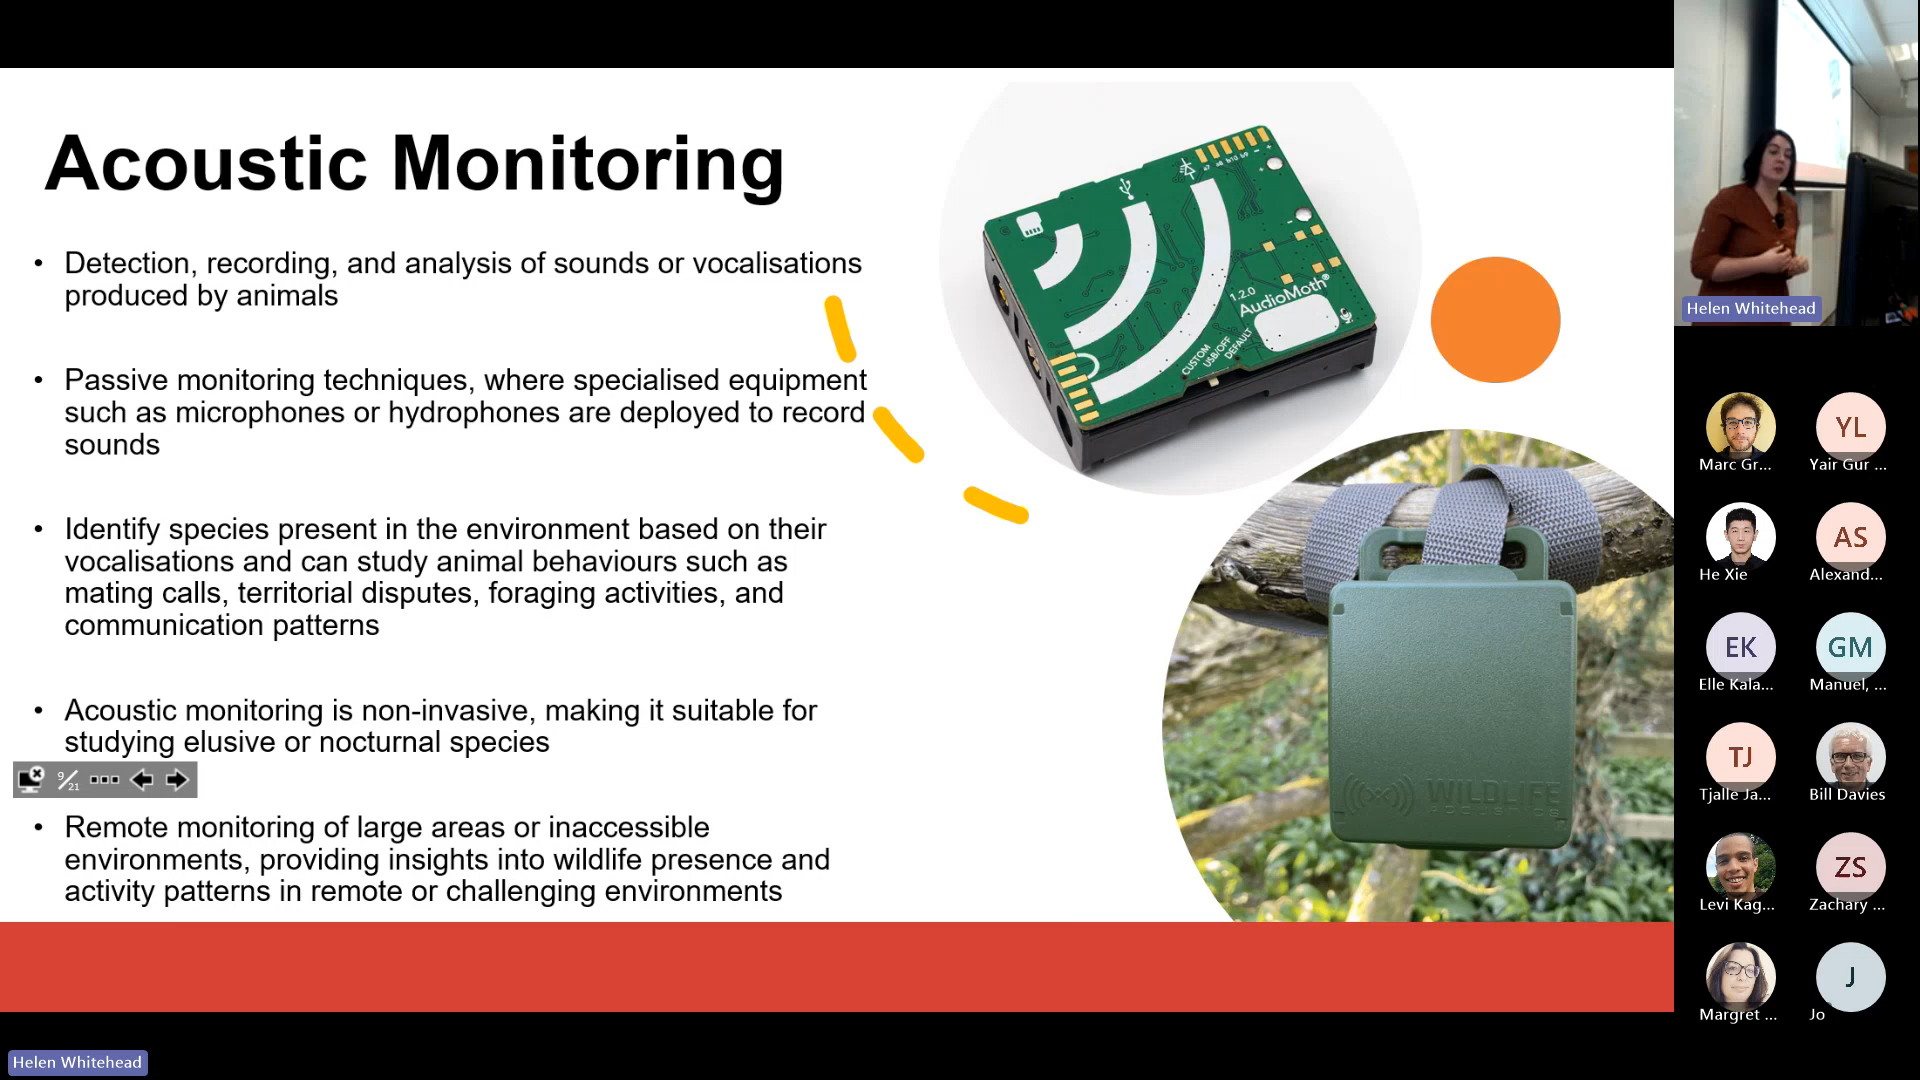 Acoustic Monitoring
• Detection, recording, and analysis of sounds or vocalisations
produced by animals
• Passive monitoring techniques, where specialised equipment
such as microphones or hydrophones are deployed to record
sounds
• Identify species present in the environment based on their
vocalisations and can study animal behaviours such as
mating calls, territorial disputes, foraging activities, and
communication patterns
• Acoustic monitoring is non-invasive, making it suitable for
studying elusive or nocturnal species
9/21
• Remote monitoring of large areas or inaccessible
environments, providing insights into wildlife presence and
activity patterns in remote or challenging environments
1.2.0
AudioMoth®
CUSTOM
USB/OFF
DEFAULT
WILDLIFE
Helen Whitehead
Marc Gr...
YL
Yair Gur ...
He Xie
AS
Alexand...
EK
Elle Kala...
GM
Manuel, ...
TJ
Tjalle Ja...
Bill Davies
Levi Kag...
ZS
Zachary ...
Margret ...
J
Jo
Helen Whitehead